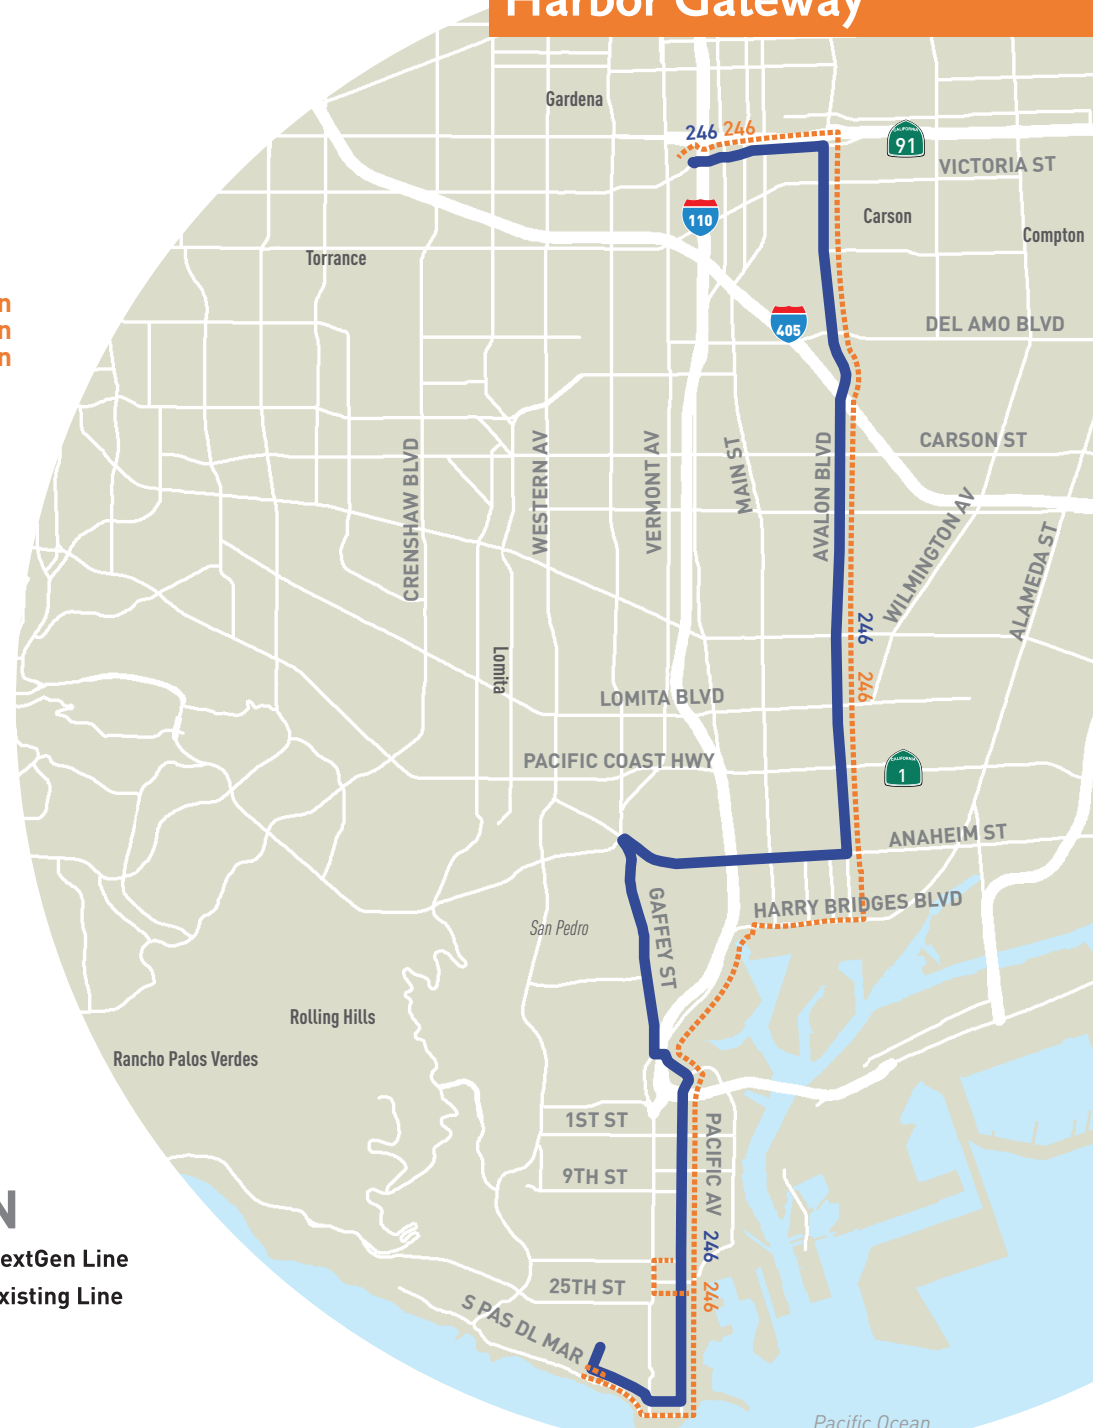 Harbor Gateway
Gardena
246 246
CALIFORNIA
91
VICTORIA ST
110
Carson
Compton
Torrance
n
n
n
405
DEL AMO BLVD
CARSON ST
CRENSHAW BLVD
WESTERN AV
VERMONT AV
MAIN ST
AVALON BLVD
WILMINGTON AV
ALAMEDA ST
246
246
Lomita
LOMITA BLVD
PACIFIC COAST HWY
CALIFORNIA
1
ANAHEIM ST
HARRY BRIDGES BLVD
GAFFEY ST
San Pedro
Rolling Hills
Rancho Palos Verdes
1ST ST
PACIFIC AV
9TH ST
N
extGen Line
xisting Line
246
246
25TH ST
S PAS DL MAR
Pacific Ocean